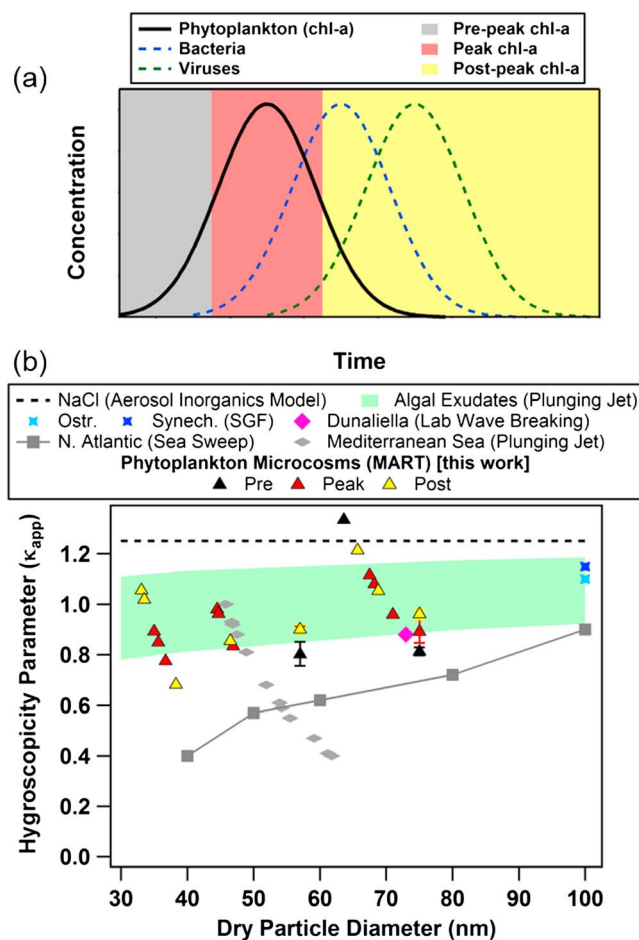 Phytoplankton (chl-a) Pre-peak chl-a
Bacteria Peak chl-a
Viruses Post-peak chl-a
(a)
Concentration
Time
(b)
NaCl (Aerosol Inorganics Model) Algal Exudates (Plunging Jet)
Ostr. Synech. (SGF) Dunaliella (Lab Wave Breaking)
N. Atlantic (Sea Sweep) Mediterranean Sea (Plunging Jet)
Phytoplankton Microcosms (MART) [this work]
Pre Peak Post
Hygroscopicity Parameter (κapp)
1.2
1.0
0.8
0.6
0.4
0.2
0.0
30 40 50 60 70 80 90 100
Dry Particle Diameter (nm)